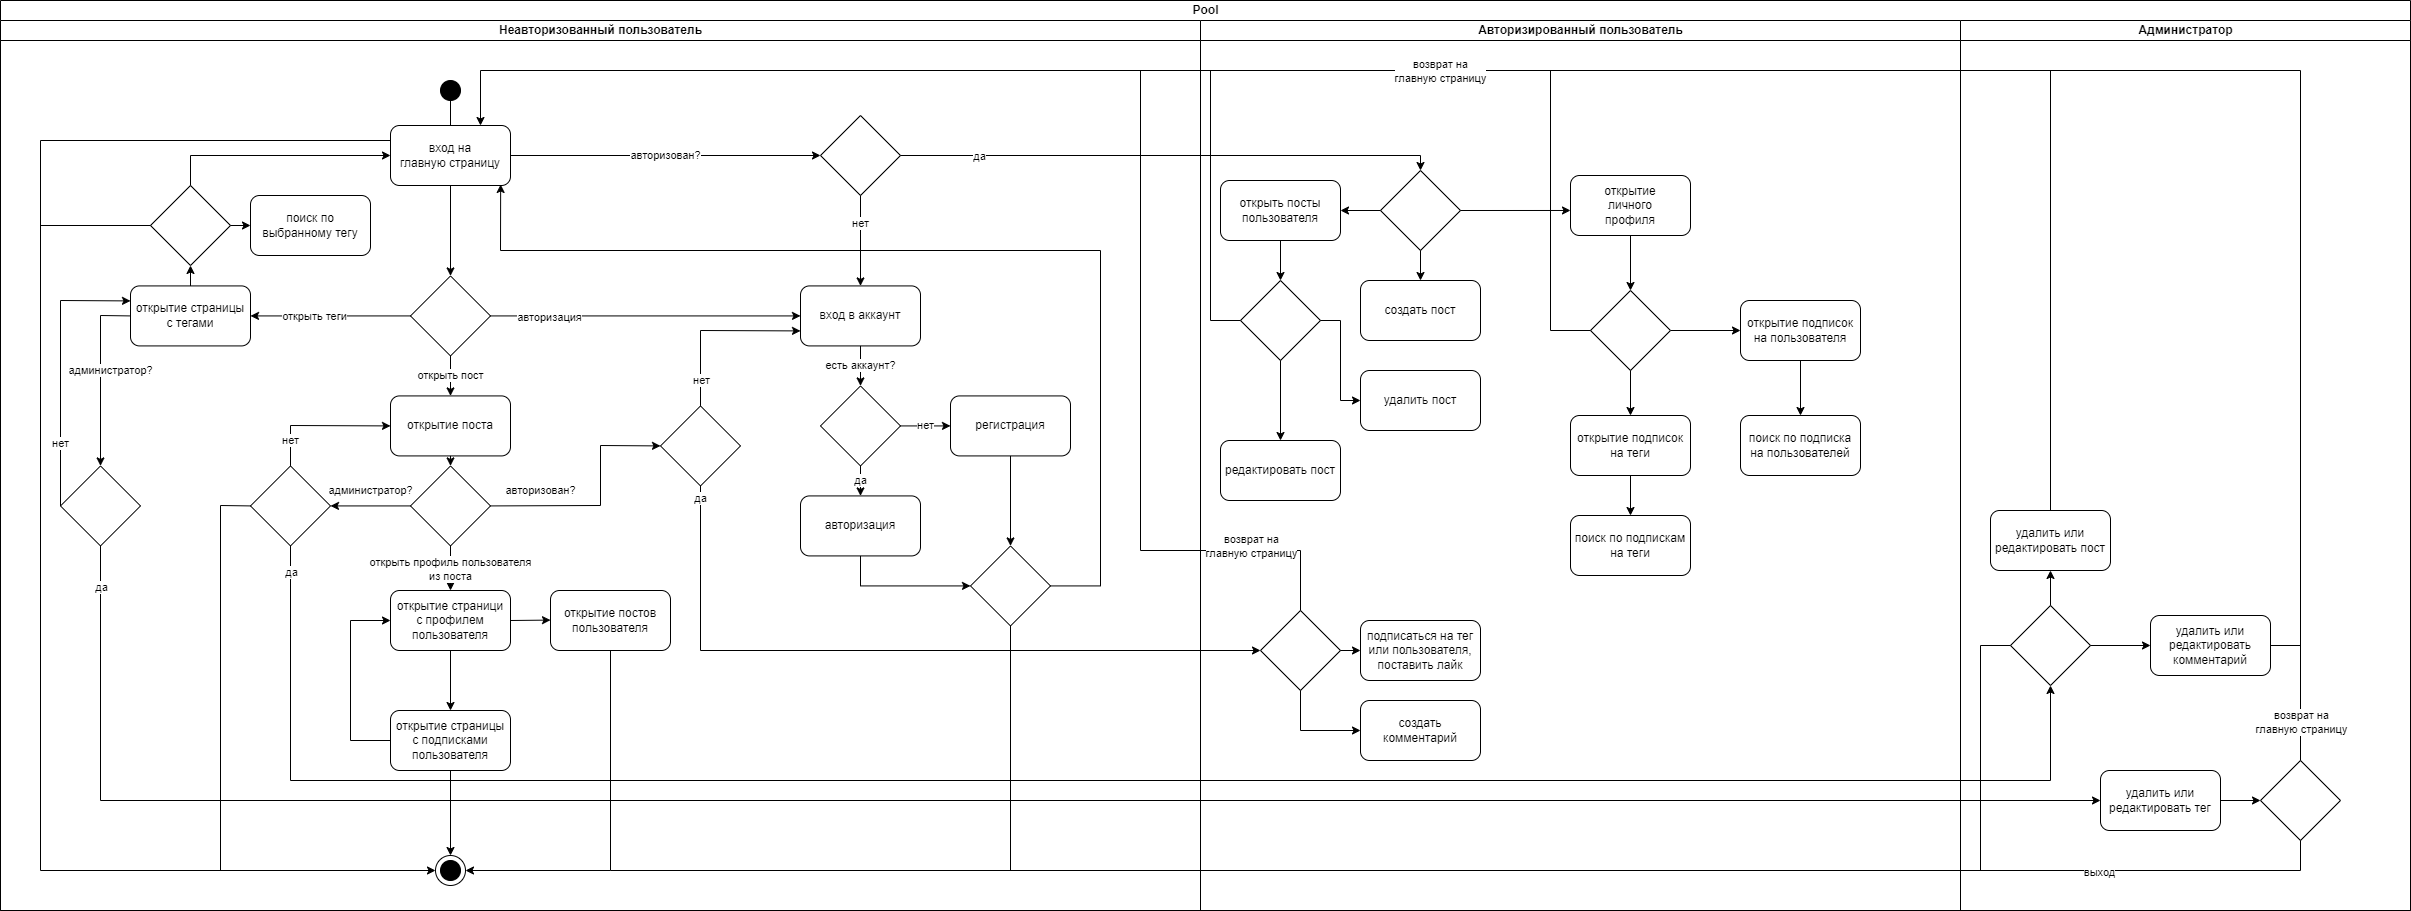 Pool
Неавторизованный пользователь
Авторизированный пользователь
Администратор
возврат на
главную страницу
вход на
главную страницу
авторизован?
да
нет
поиск по
выбранному тегу
открытие страницы
с тегами
открыть теги
авторизация
вход в аккаунт
администратор?
нет
да
открыть пост
открытие поста
есть аккаунт?
нет
регистрация
да
авторизация
нет
администратор?
авторизован?
нет
да
да
открыть профиль пользователя
из поста
открытие страници
с профилем
пользователя
открытие постов
пользователя
открытие страницы
с подписками
пользователя
открыть посты
пользователя
открытие
личного
профиля
создать пост
удалить пост
редактировать пост
открытие подписок
на пользователя
открытие подписок
на теги
поиск по подписка
на пользователей
поиск по подпискам
на теги
возврат на
главную страницу
подписаться на тег
или пользователя,
поставить лайк
создать
комментарий
удалить или
редактировать пост
удалить или
редактировать
комментарий
возврат на
главную страницу
удалить или
редактировать тег
выход